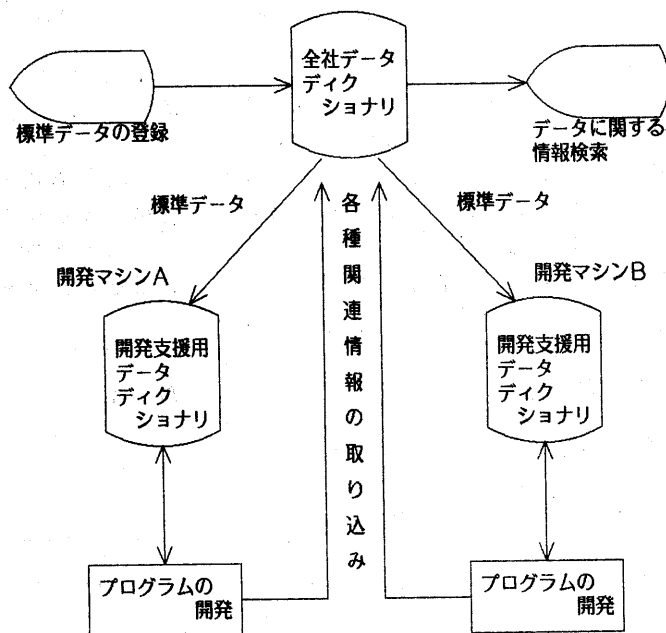 全社データ
ディク
ショナリ
標準データの登録
データに関する
情報検索
標準データ
標準データ
各種関連情報の取り込み
開発マシンA
開発マシンB
開発支援用
データ
ディク
ショナリ
開発支援用
データ
ディク
ショナリ
プログラムの
開発
プログラムの
開発